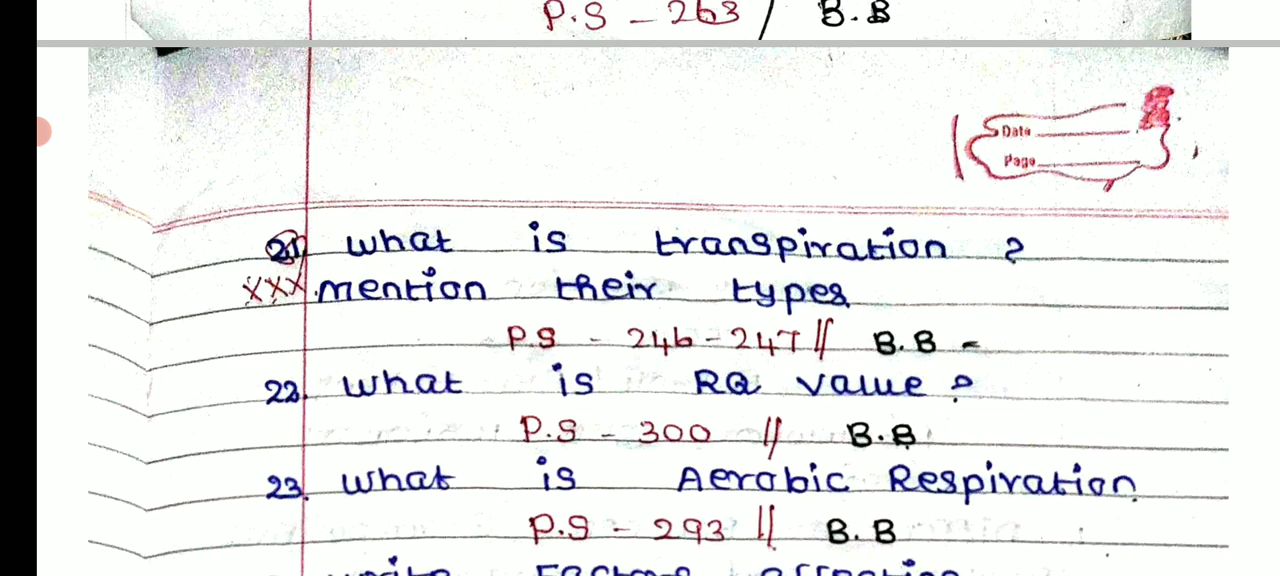 P.S - 263 / B.B
Date
Page
21. What is transpiration ?
XXX. mention their types
P.S - 246 - 247 // B.B -
22. What is RQ value ?
P.S - 300 // B.B
23. What is Aerobic Respiration.
P.S - 293 // B.B